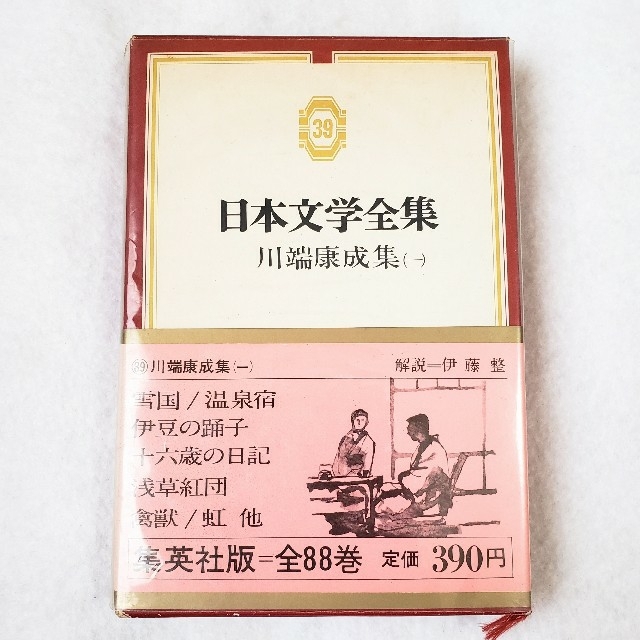 39
日本文学全集
川端康成集(一)
㊴川端康成集(一)
解説=伊藤 整
雪国/温泉宿
伊豆の踊子
十六歳の日記
浅草紅団
禽獣/虹 他
集英社版=全88巻 定価 390円